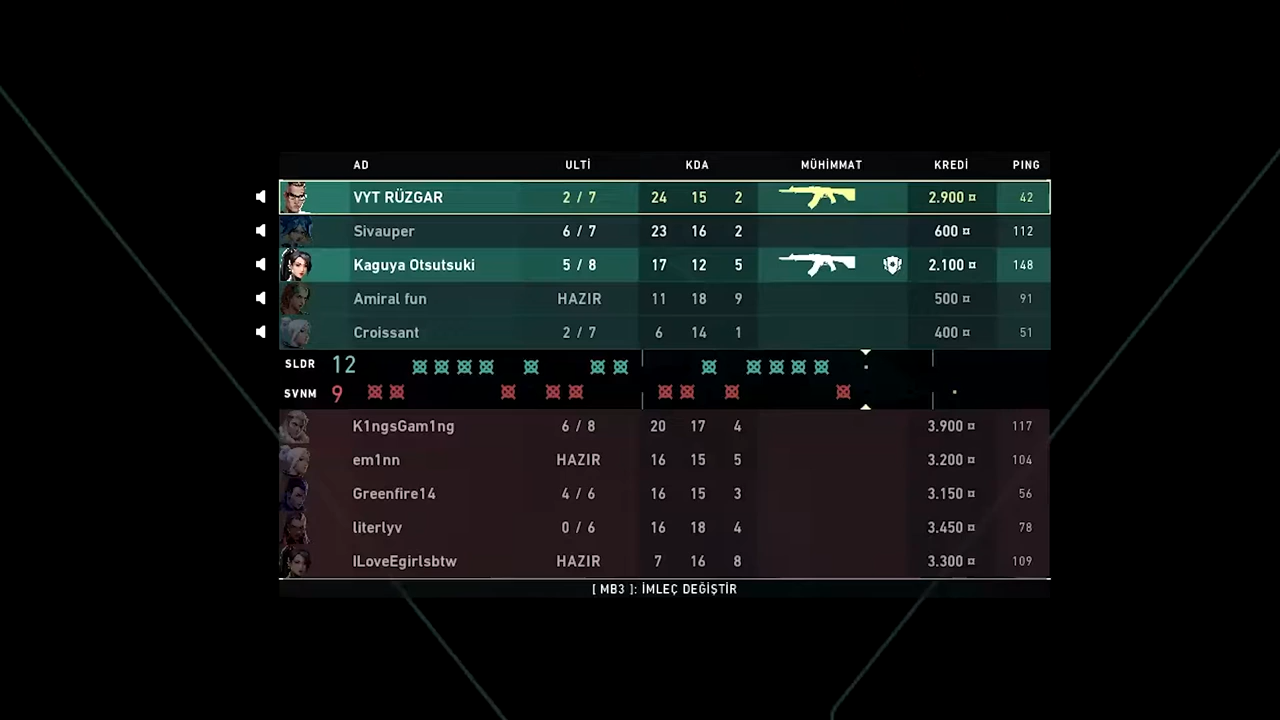 AD ULTİ KDA MÜHİMMAT KREDİ PING
VYT RÜZGAR 2 / 7 24 15 2 2.900 ¤ 42
Sivauper 6 / 7 23 16 2 600 ¤ 112
Kaguya Otsutsuki 5 / 8 17 12 5 2.100 ¤ 148
Amiral fun HAZIR 11 18 9 500 ¤ 91
Croissant 2 / 7 6 14 1 400 ¤ 51
SLDR 12
SVNM 9
K1ngsGam1ng 6 / 8 20 17 4 3.900 ¤ 117
em1nn HAZIR 16 15 5 3.200 ¤ 104
Greenfire14 4 / 6 16 15 3 3.150 ¤ 56
literlyv 0 / 6 16 18 4 3.450 ¤ 78
ILoveEgirlsbtw HAZIR 7 16 8 3.300 ¤ 109
[ MB3 ]: İMLEÇ DEĞİŞTİR